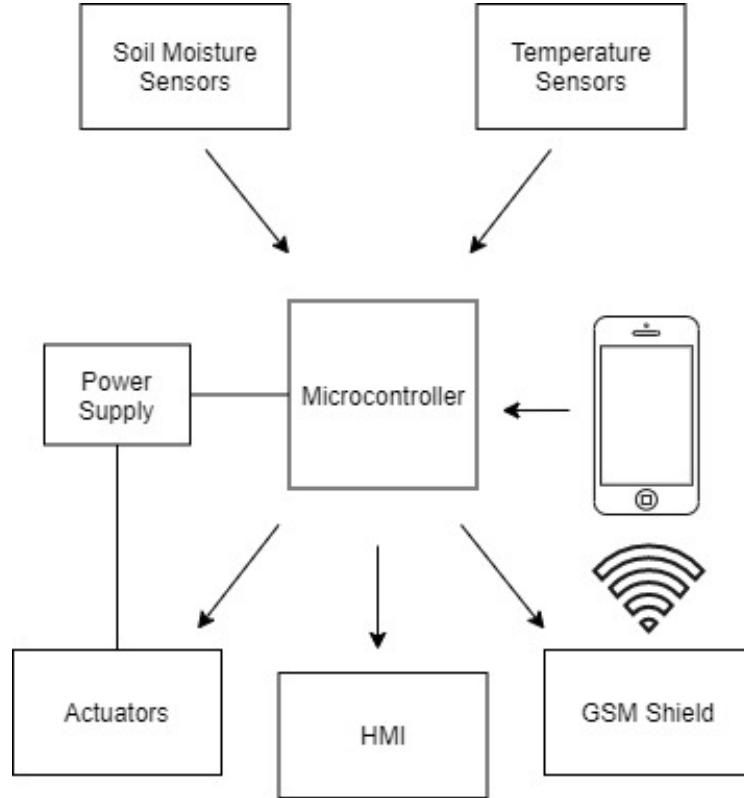 Soil Moisture
Sensors
Temperature
Sensors
Power
Supply
Microcontroller
Actuators
HMI
GSM Shield